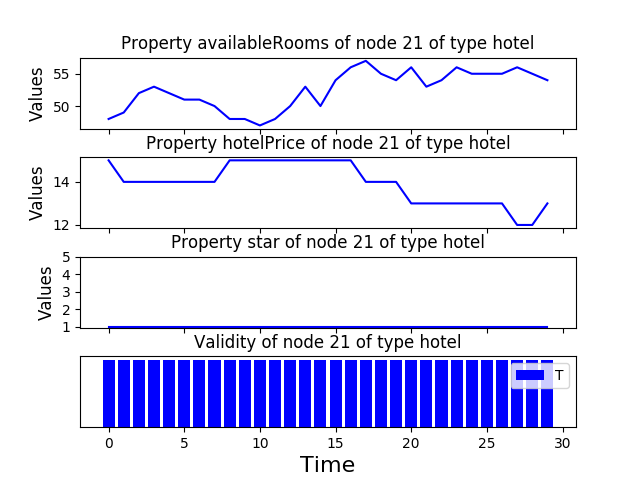 Property availableRooms of node 21 of type hotel
55
50
Values
Property hotelPrice of node 21 of type hotel
14
12
Values
Property star of node 21 of type hotel
5
4
3
2
1
Values
Validity of node 21 of type hotel
T
0 5 10 15 20 25 30
Time